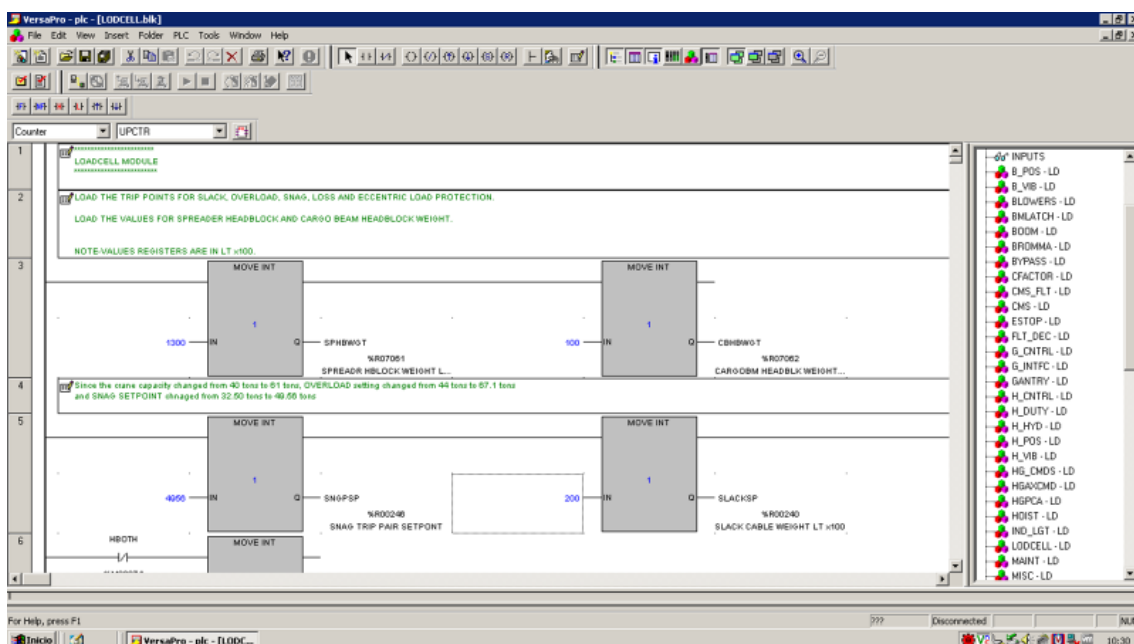 VersaPro - plc - [LODCELL.blk]
File Edit View Insert Folder PLC Tools Window Help
Counter
UPCTR
1
LOADCELL MODULE
2
LOAD THE TRIP POINTS FOR SLACK, OVERLOAD, SNAG, LOSS AND ECCENTRIC LOAD PROTECTION.
LOAD THE VALUES FOR SPREADER HEADBLOCK AND CARGO BEAM HEADBLOCK WEIGHT.
NOTE-VALUES REGISTERS ARE IN LT x100.
3
MOVE INT
MOVE INT
1
1
1300 IN Q SPHBWGT
100 IN Q CBHBWGT
%R07061
%R07062
SPREADR HBLOCK WEIGHT L...
CARGOBM HEADBLK WEIGHT...
4
Since the crane capacity changed from 40 tons to 61 tons, OVERLOAD setting changed from 44 tons to 67.1 tons
and SNAG SETPOINT chnaged from 32.50 tons to 49.56 tons
5
MOVE INT
MOVE INT
1
1
4956 IN Q SNGPSP
200 IN Q SLACKSP
%R00246
%R00240
SNAG TRIP PAIR SETPONT
SLACK CABLE WEIGHT LT x100
6
HBOTH
MOVE INT
INPUTS
B_POS - LD
B_VIB - LD
BLOWERS - LD
BMLATCH - LD
BOOM - LD
BROMMA - LD
BYPASS - LD
CFACTOR - LD
CMS_FLT - LD
CMS - LD
ESTOP - LD
FLT_DEC - LD
G_CNTRL - LD
G_INTFC - LD
GANTRY - LD
H_CNTRL - LD
H_DUTY - LD
H_HYD - LD
H_POS - LD
H_VIB - LD
HG_CMDS - LD
HGAXCMD - LD
HGPCA - LD
HOIST - LD
IND_LGT - LD
LODCELL - LD
MAINT - LD
MISC - LD
For Help, press F1
???
Disconnected
NU
Inicio
VersaPro - plc - [LODC...
10:30